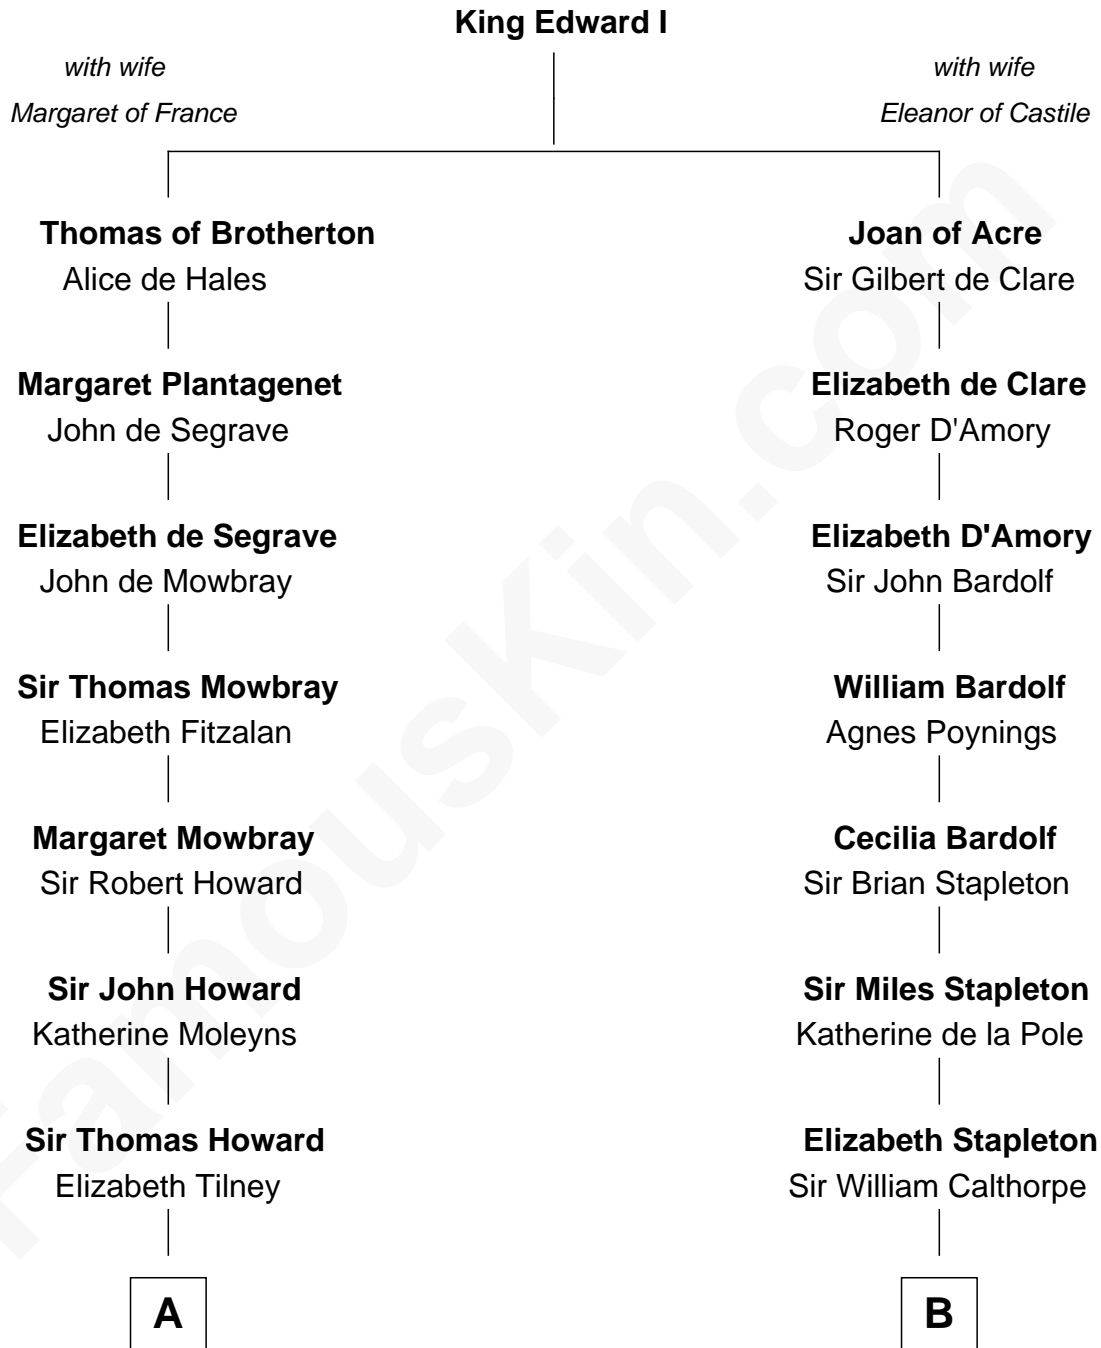 King Edward I
with wife
Margaret of France
with wife
Eleanor of Castile
Thomas of Brotherton
Alice de Hales
Joan of Acre
Sir Gilbert de Clare
Margaret Plantagenet
John de Segrave
Elizabeth de Clare
Roger D'Amory
Elizabeth de Segrave
John de Mowbray
Elizabeth D'Amory
Sir John Bardolf
Sir Thomas Mowbray
Elizabeth Fitzalan
William Bardolf
Agnes Poynings
Margaret Mowbray
Sir Robert Howard
Cecilia Bardolf
Sir Brian Stapleton
Sir John Howard
Katherine Moleyns
Sir Miles Stapleton
Katherine de la Pole
Sir Thomas Howard
Elizabeth Tilney
Elizabeth Stapleton
Sir William Calthorpe
A
B
FamousKin.com